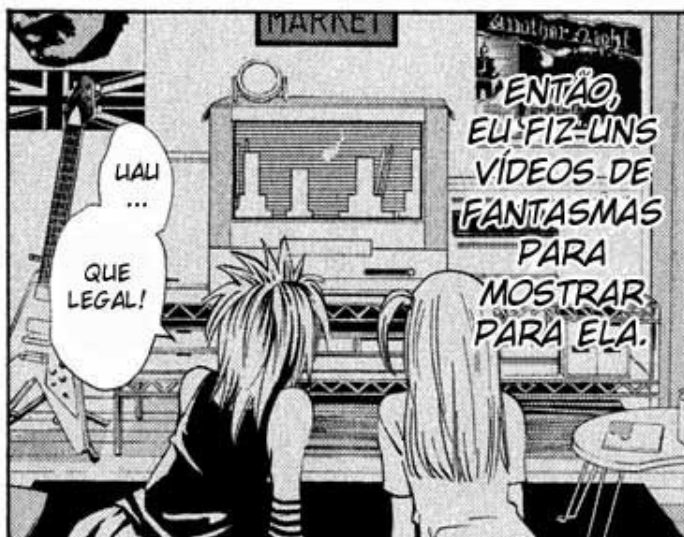 MARKET
Another Night
ENTÃO,
EU FIZ UNS
VÍDEOS DE
FANTASMAS
PARA
MOSTRAR
PARA ELA.
UAU
...
QUE
LEGAL!